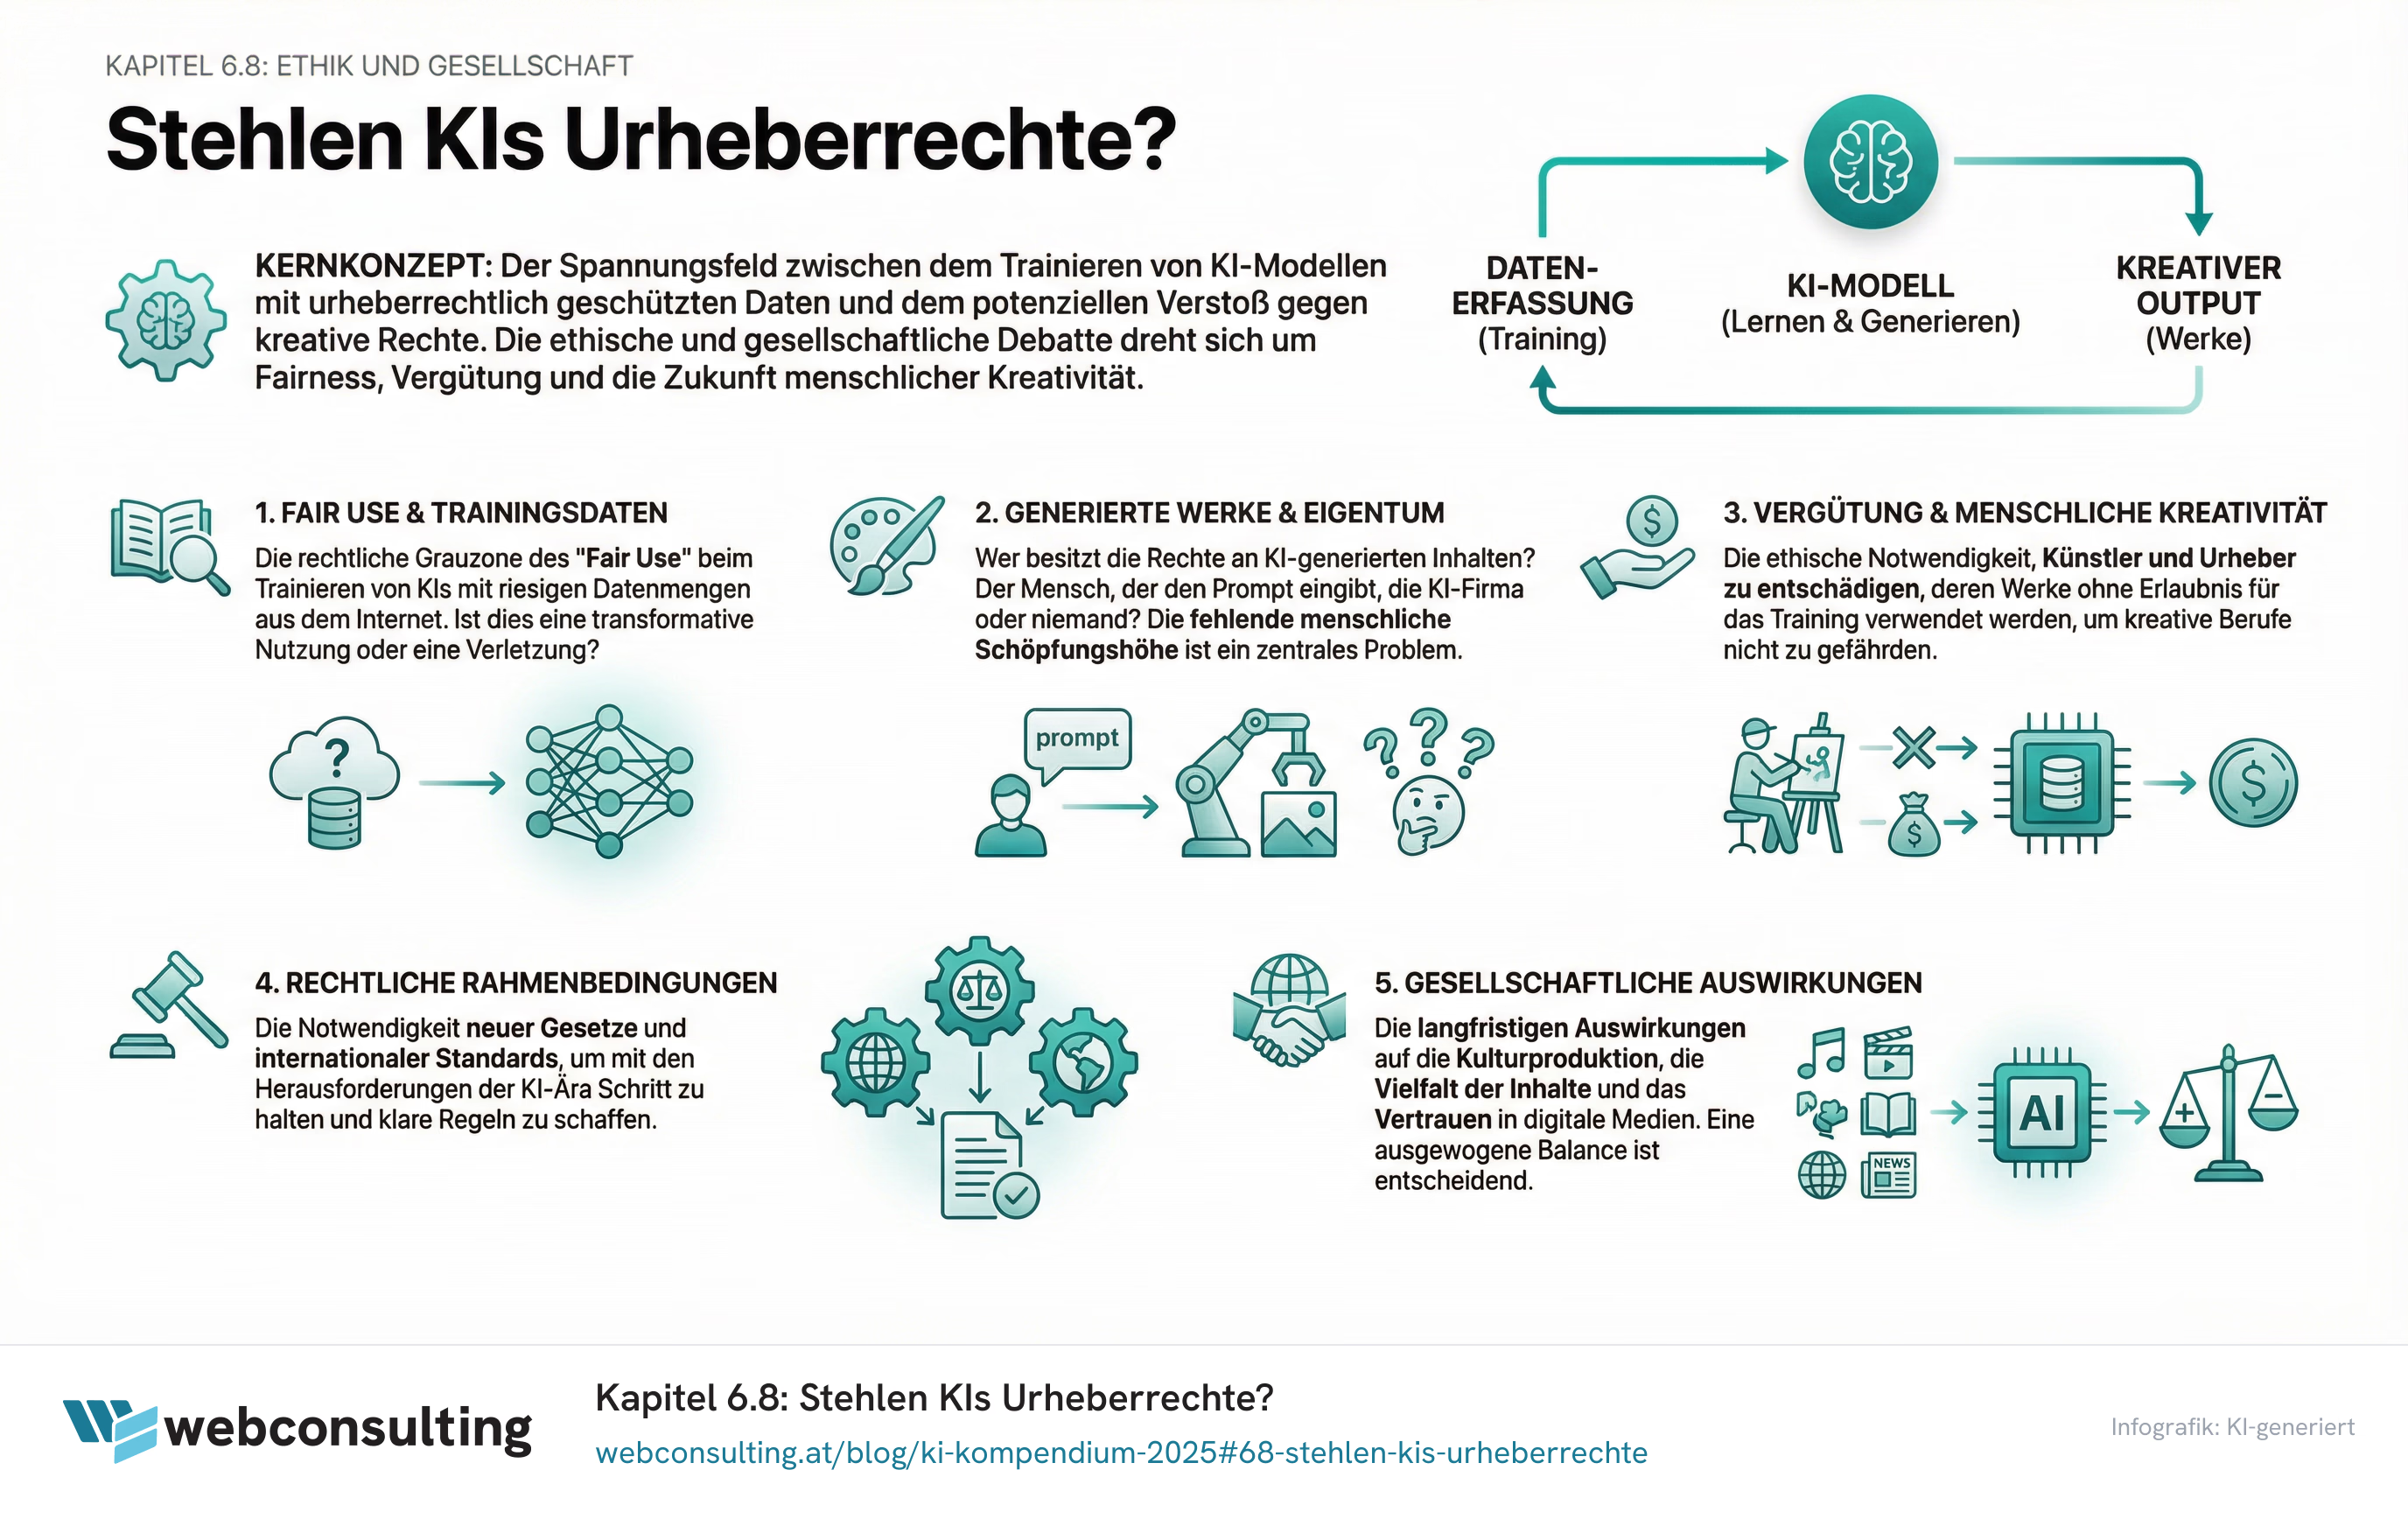 KAPITEL 6.8: ETHIK UND GESELLSCHAFT
Stehlen KIs Urheberrechte?
KERNKONZEPT: Der Spannungsfeld zwischen dem Trainieren von KI-Modellen
mit urheberrechtlich geschützten Daten und dem potenziellen Verstoß gegen
kreative Rechte. Die ethische und gesellschaftliche Debatte dreht sich um
Fairness, Vergütung und die Zukunft menschlicher Kreativität.
DATEN-
ERFASSUNG
(Training)
KI-MODELL
(Lernen & Generieren)
KREATIVER
OUTPUT
(Werke)
1. FAIR USE & TRAININGSDATEN
Die rechtliche Grauzone des "Fair Use" beim
Trainieren von KIs mit riesigen Datenmengen
aus dem Internet. Ist dies eine transformative
Nutzung oder eine Verletzung?
?
2. GENERIERTE WERKE & EIGENTUM
Wer besitzt die Rechte an KI-generierten Inhalten?
Der Mensch, der den Prompt eingibt, die KI-Firma
oder niemand? Die fehlende menschliche
Schöpfungshöhe ist ein zentrales Problem.
prompt
? ? ?
3. VERGÜTUNG & MENSCHLICHE KREATIVITÄT
Die ethische Notwendigkeit, Künstler und Urheber
zu entschädigen, deren Werke ohne Erlaubnis für
das Training verwendet werden, um kreative Berufe
nicht zu gefährden.
$
$
$
4. RECHTLICHE RAHMENBEDINGUNGEN
Die Notwendigkeit neuer Gesetze und
internationaler Standards, um mit den
Herausforderungen der KI-Ära Schritt zu
halten und klare Regeln zu schaffen.
5. GESELLSCHAFTLICHE AUSWIRKUNGEN
Die langfristigen Auswirkungen
auf die Kulturproduktion, die
Vielfalt der Inhalte und das
Vertrauen in digitale Medien. Eine
ausgewogene Balance ist
entscheidend.
NEWS
AI
+ −
webconsulting
Kapitel 6.8: Stehlen KIs Urheberrechte?
webconsulting.at/blog/ki-kompendium-2025#68-stehlen-kis-urheberrechte
Infografik: KI-generiert